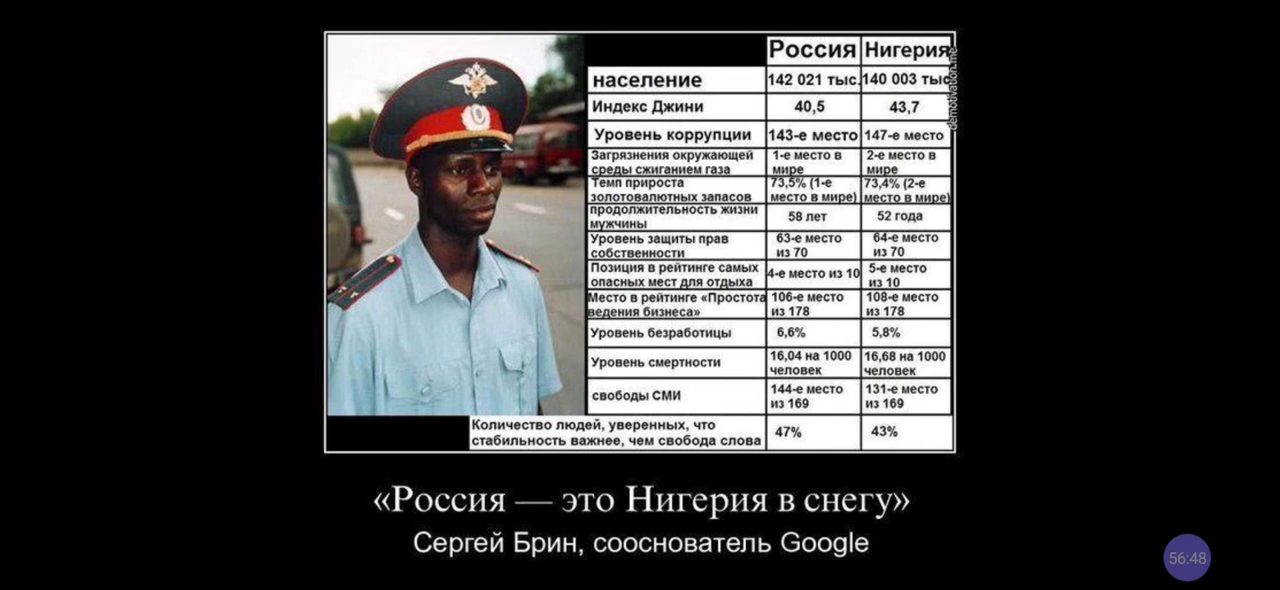 Россия Нигерия
население 142 021 тыс. 140 003 тыс
Индекс Джини 40,5 43,7
Уровень коррупции 143-е место 147-е место
Загрязнения окружающей 1-е место в 2-е место в
среды сжиганием газа мире мире
Темп прироста 73,5% (1-е 73,4% (2-е
золотовалютных запасов место в мире) место в мире)
продолжительность жизни 58 лет 52 года
мужчины
Уровень защиты прав 63-е место 64-е место
собственности из 70 из 70
Позиция в рейтинге самых 4-е место из 10 5-е место
опасных мест для отдыха из 10
Место в рейтинге «Простота 106-е место 108-е место
ведения бизнеса» из 178 из 178
Уровень безработицы 6,6% 5,8%
Уровень смертности 16,04 на 1000 16,68 на 1000
человек человек
свободы СМИ 144-е место 131-е место
из 169 из 169
Количество людей, уверенных, что 47% 43%
стабильность важнее, чем свобода слова
demotivation.me
«Россия — это Нигерия в снегу»
Сергей Брин, сооснователь Google
56:48